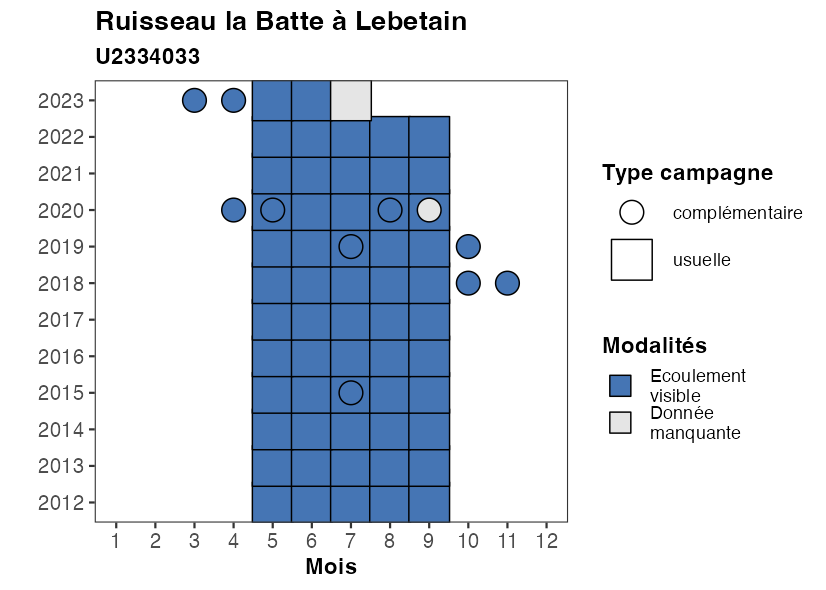 Ruisseau la Batte à Lebetain
U2334033
2023
2022
2021
2020
2019
2018
2017
2016
2015
2014
2013
2012
1 2 3 4 5 6 7 8 9 10 11 12
Mois
Type campagne
complémentaire
usuelle
Modalités
Ecoulement
visible
Donnée
manquante